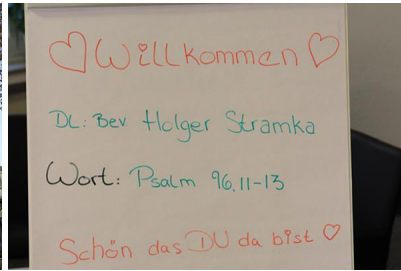 ♡Willkommen♡
DL: Bev Holger Stramka
Wort: Psalm 96,11-13
Schön das DU da bist ♡